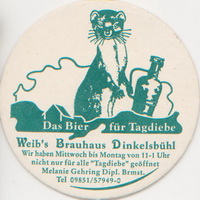 Das Bier für Tagdiebe
Weib's Brauhaus Dinkelsbühl
Wir haben Mittwoch bis Montag von 11-1 Uhr
nicht nur für alle "Tagdiebe" geöffnet
Melanie Gehring Dipl. Brmst.
Tel 09851/57949-0